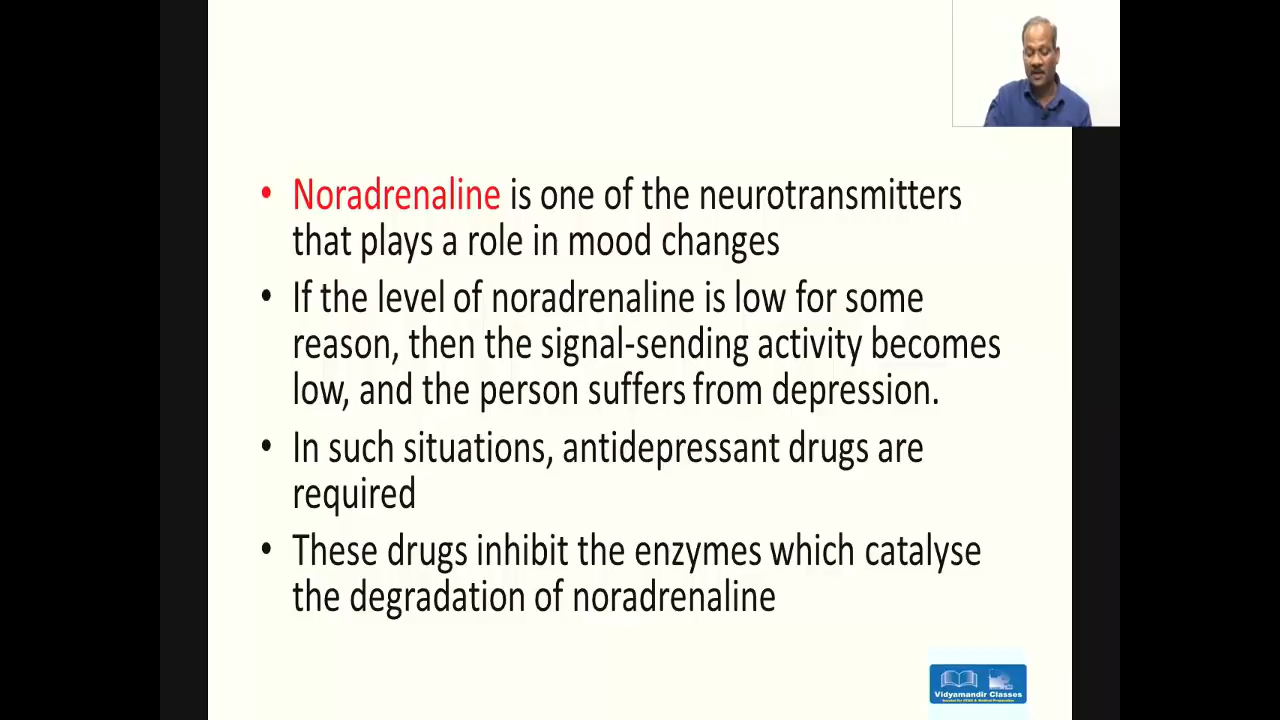 • Noradrenaline is one of the neurotransmitters
that plays a role in mood changes
• If the level of noradrenaline is low for some
reason, then the signal-sending activity becomes
low, and the person suffers from depression.
• In such situations, antidepressant drugs are
required
• These drugs inhibit the enzymes which catalyse
the degradation of noradrenaline
Vidyamandir Classes